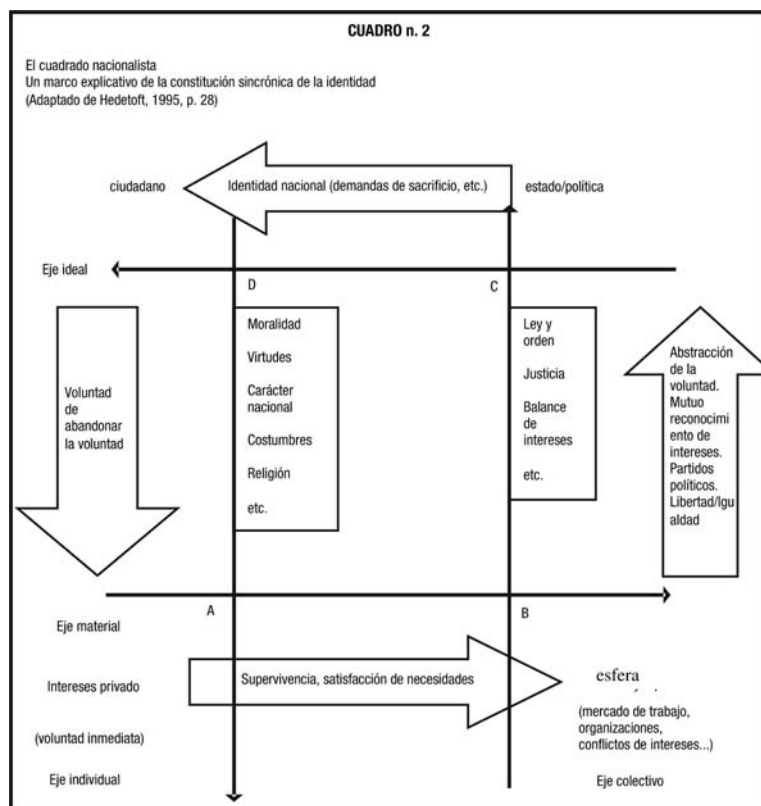 CUADRO n. 2
El cuadrado nacionalista
Un marco explicativo de la constitución sincrónica de la identidad
(Adaptado de Hedetoft, 1995, p. 28)
ciudadano
Identidad nacional (demandas de sacrificio, etc.)
estado/política
Eje ideal
D
C
Voluntad
de
abandonar
la voluntad
Moralidad
Virtudes
Carácter
nacional
Costumbres
Religión
etc.
Ley y
orden
Justicia
Balance
de
intereses
etc.
Abstracción
de la
voluntad.
Mutuo
reconocimi
ento de
intereses.
Partidos
políticos.
Libertad/Igu
aldad
A
B
Eje material
Intereses privado
Supervivencia, satisfacción de necesidades
esfera
(mercado de trabajo,
organizaciones,
conflictos de intereses...)
(voluntad inmediata)
Eje individual
Eje colectivo